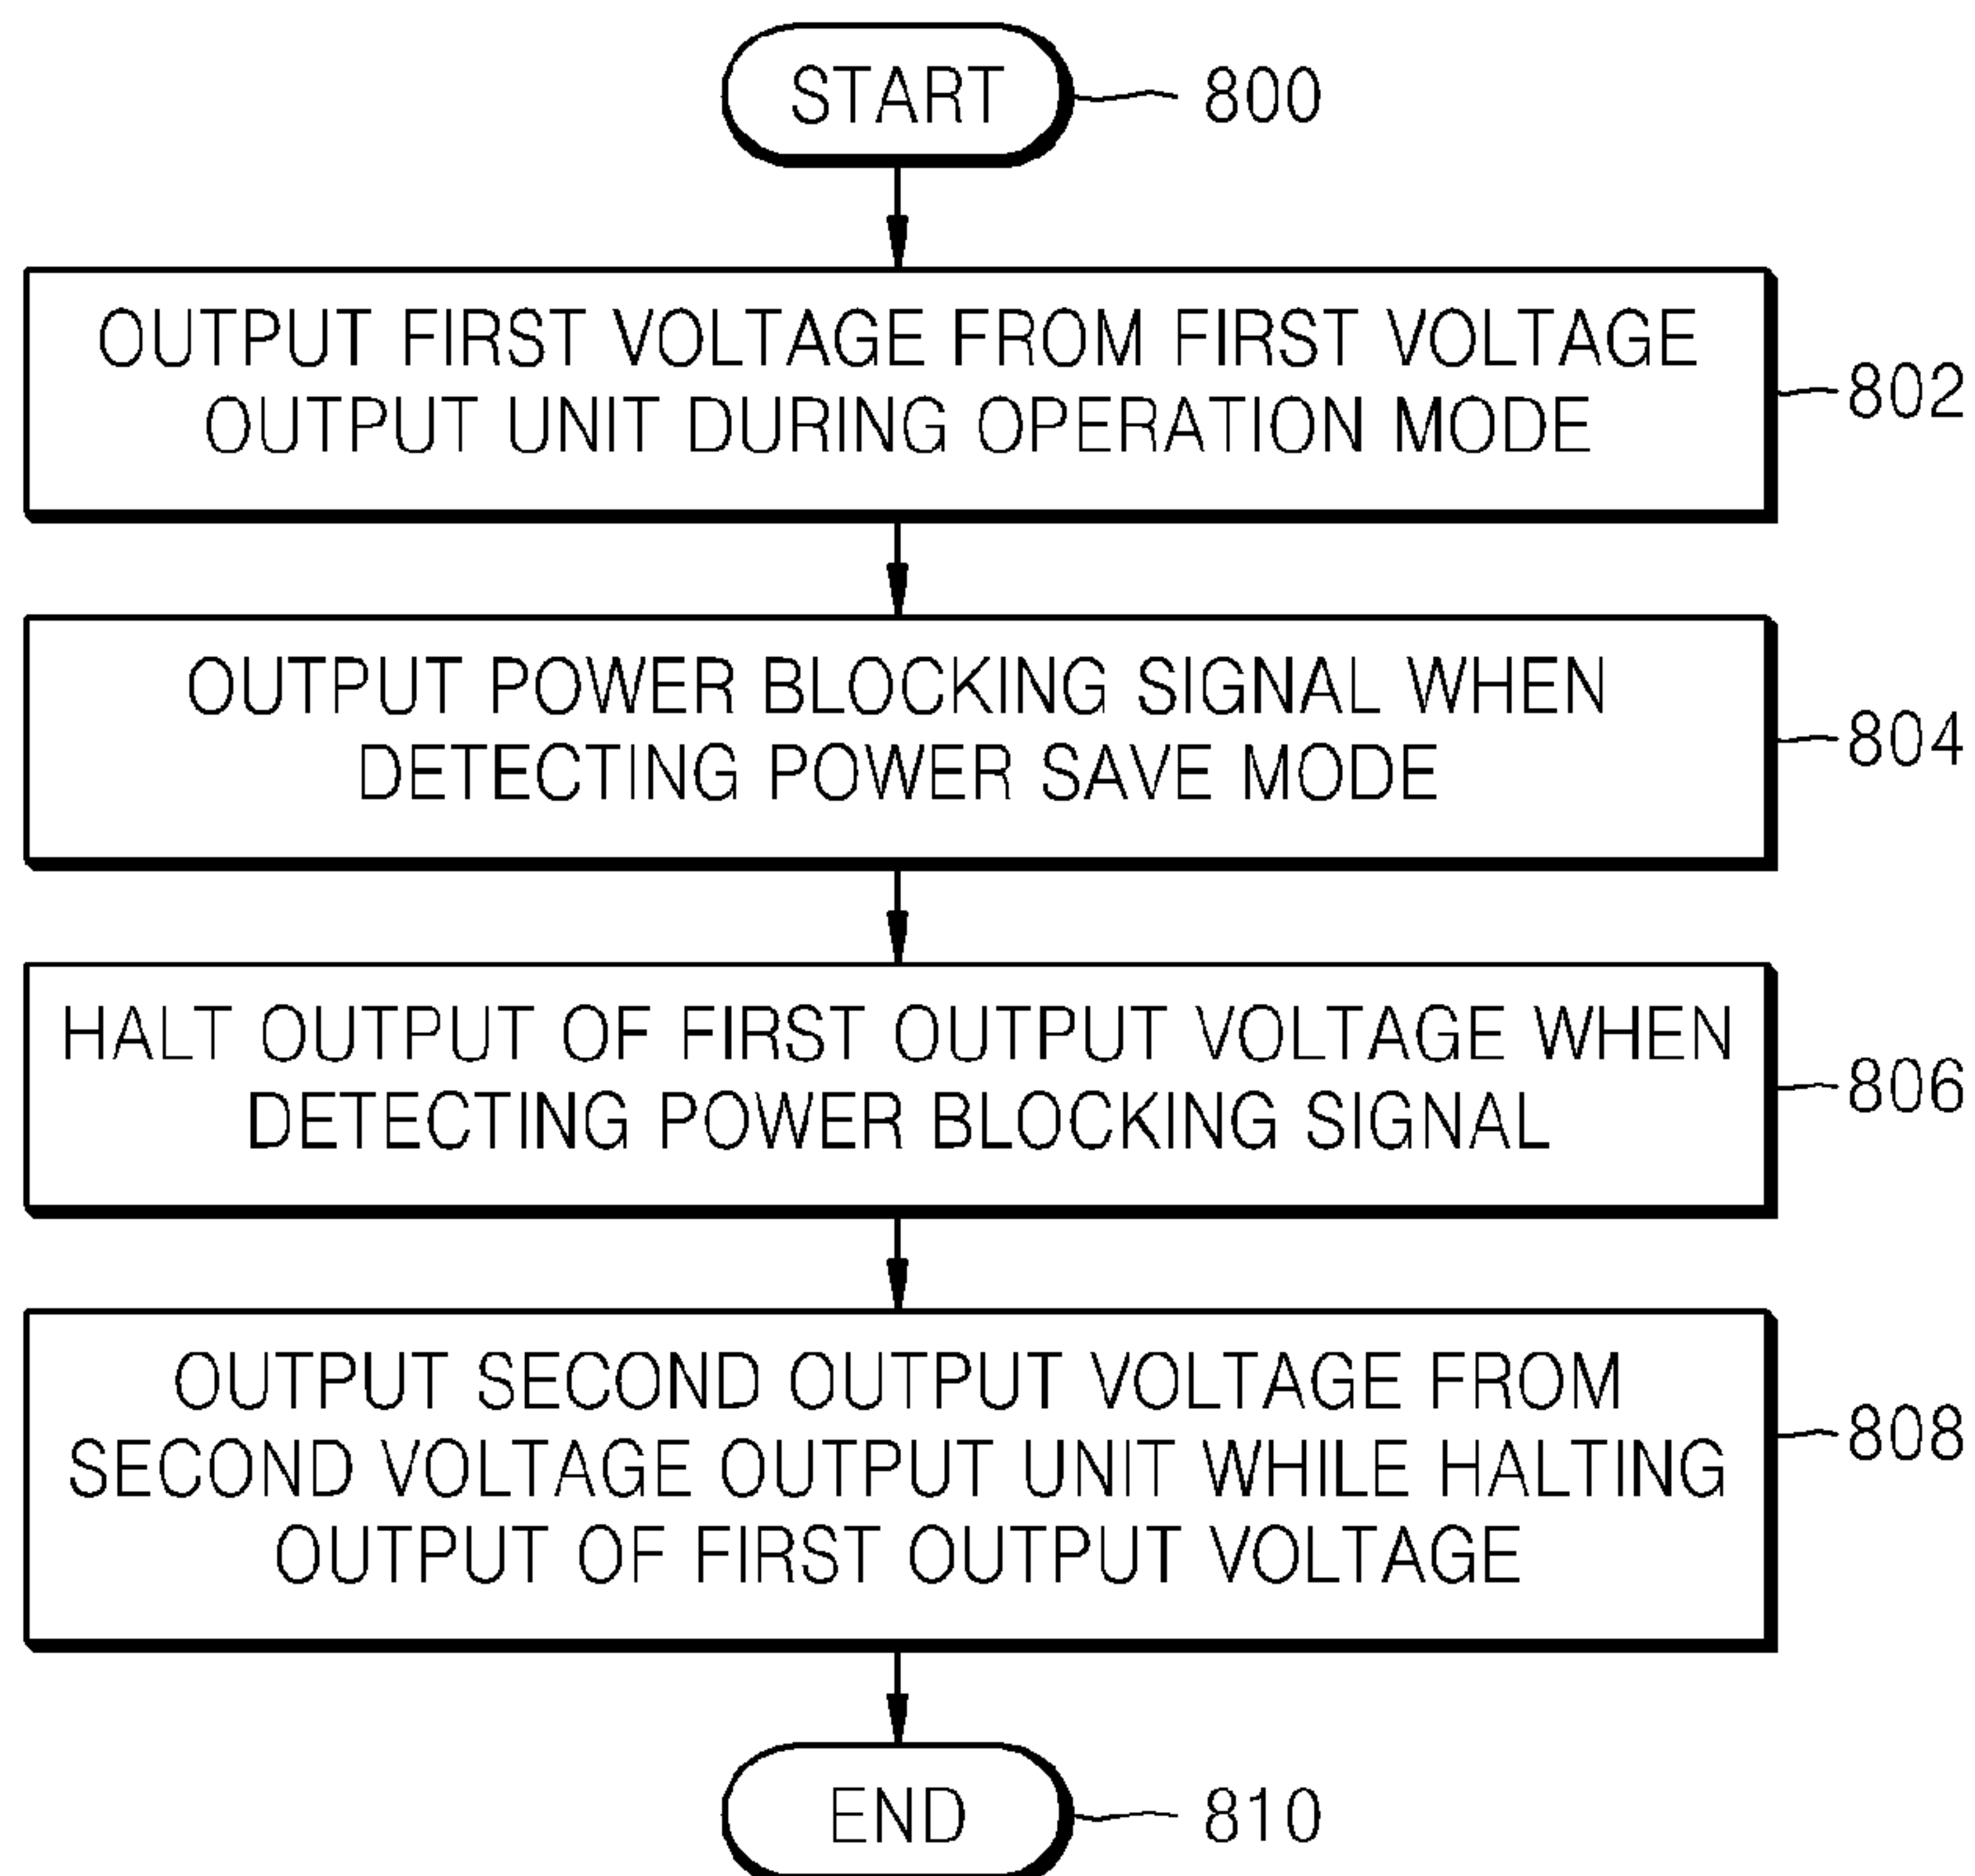 START
800
OUTPUT FIRST VOLTAGE FROM FIRST VOLTAGE
OUTPUT UNIT DURING OPERATION MODE
802
OUTPUT POWER BLOCKING SIGNAL WHEN
DETECTING POWER SAVE MODE
804
HALT OUTPUT OF FIRST OUTPUT VOLTAGE WHEN
DETECTING POWER BLOCKING SIGNAL
806
OUTPUT SECOND OUTPUT VOLTAGE FROM
SECOND VOLTAGE OUTPUT UNIT WHILE HALTING
OUTPUT OF FIRST OUTPUT VOLTAGE
808
END
810